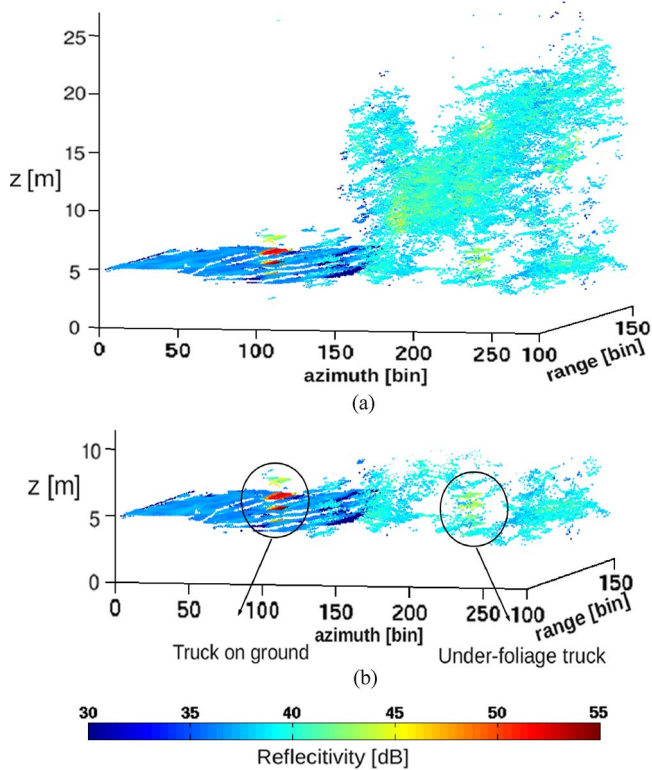 25
20
15
z [m]
10
5
0
0 50 100 150 200 250 100 150
azimuth [bin] range [bin]
(a)
10
z [m]
5
0
0 50 100 150 200 250 100 150
azimuth [bin] range [bin]
Truck on ground Under-foliage truck
(b)
30 35 40 45 50 55
Reflecitivity [dB]